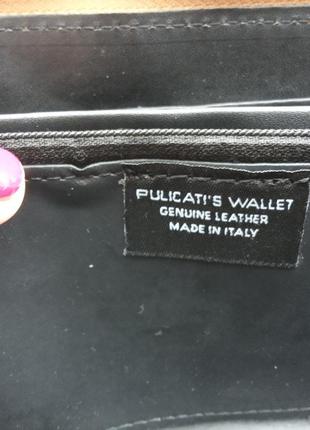 PULICATI'S WALLET
GENUINE LEATHER
MADE IN ITALY